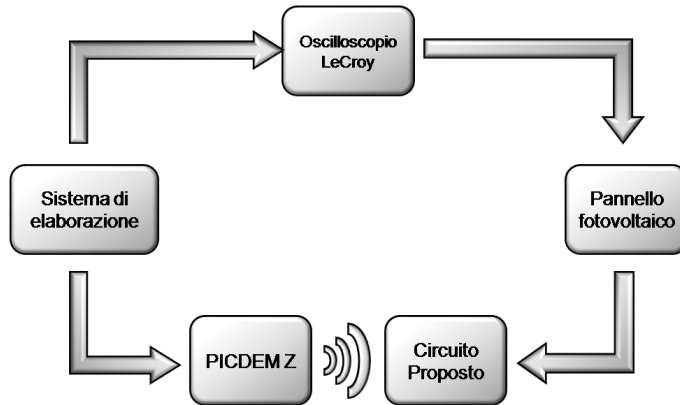 Oscilloscopio
LeCroy
Sistema di
elaborazione
Pannello
fotovoltaico
PICDEM Z
Circuito
Proposto